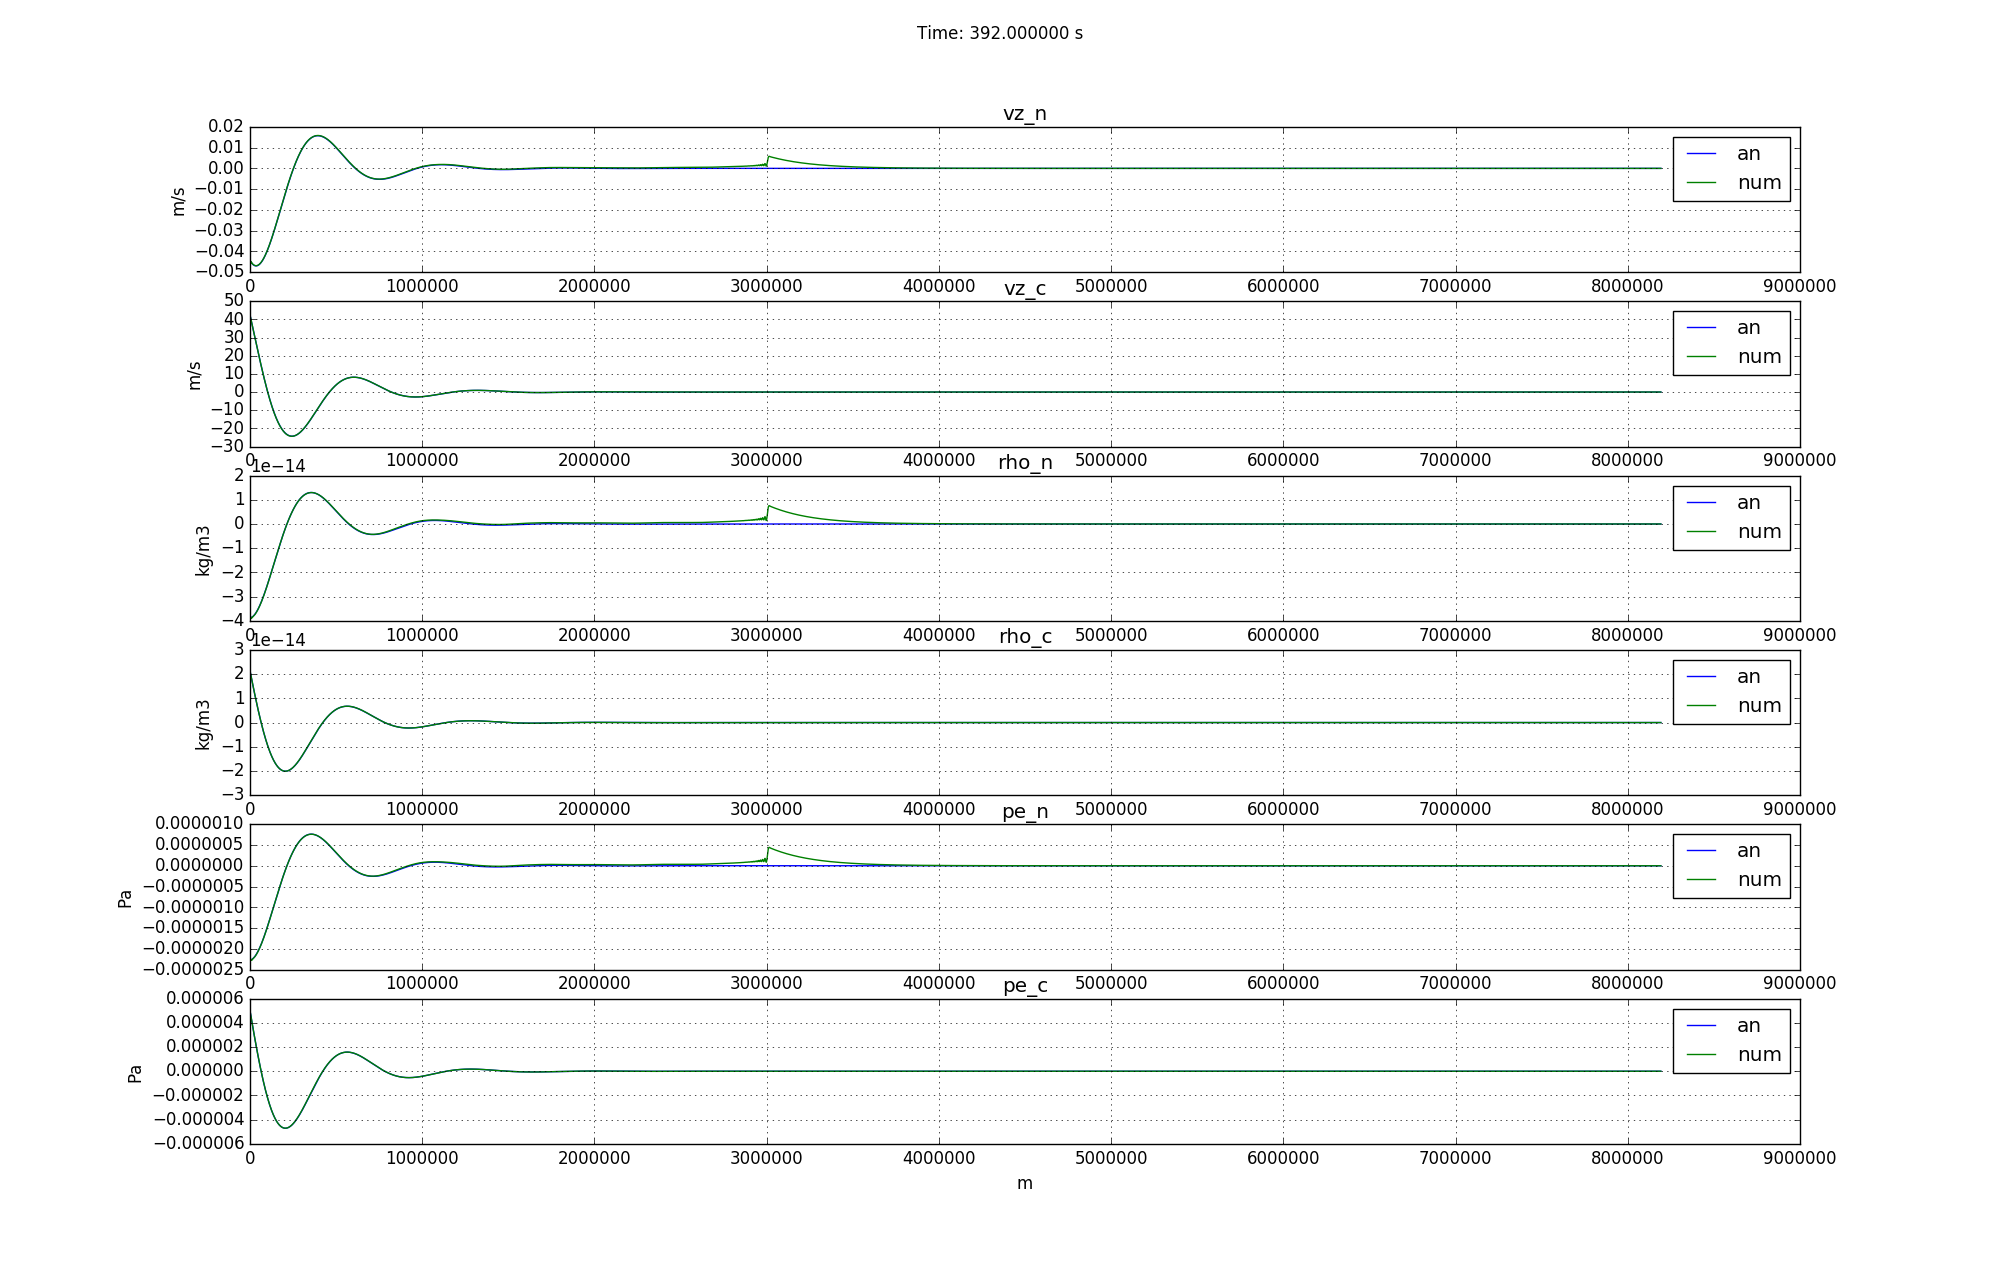 Time: 392.000000 s
vz_n
0.02
0.01
0.00
−0.01
−0.02
−0.03
−0.04
−0.05
m/s
an
num
0 1000000 2000000 3000000 4000000 5000000 6000000 7000000 8000000 9000000
vz_c
50
40
30
20
10
0
−10
−20
−30
m/s
an
num
0 1000000 2000000 3000000 4000000 5000000 6000000 7000000 8000000 9000000
1e−14
rho_n
2
1
0
−1
−2
−3
−4
kg/m3
an
num
0 1000000 2000000 3000000 4000000 5000000 6000000 7000000 8000000 9000000
1e−14
rho_c
3
2
1
0
−1
−2
−3
kg/m3
an
num
0 1000000 2000000 3000000 4000000 5000000 6000000 7000000 8000000 9000000
pe_n
0.0000010
0.0000005
0.0000000
−0.0000005
−0.0000010
−0.0000015
−0.0000020
−0.0000025
Pa
an
num
0 1000000 2000000 3000000 4000000 5000000 6000000 7000000 8000000 9000000
pe_c
0.000006
0.000004
0.000002
0.000000
−0.000002
−0.000004
−0.000006
Pa
an
num
0 1000000 2000000 3000000 4000000 5000000 6000000 7000000 8000000 9000000
m